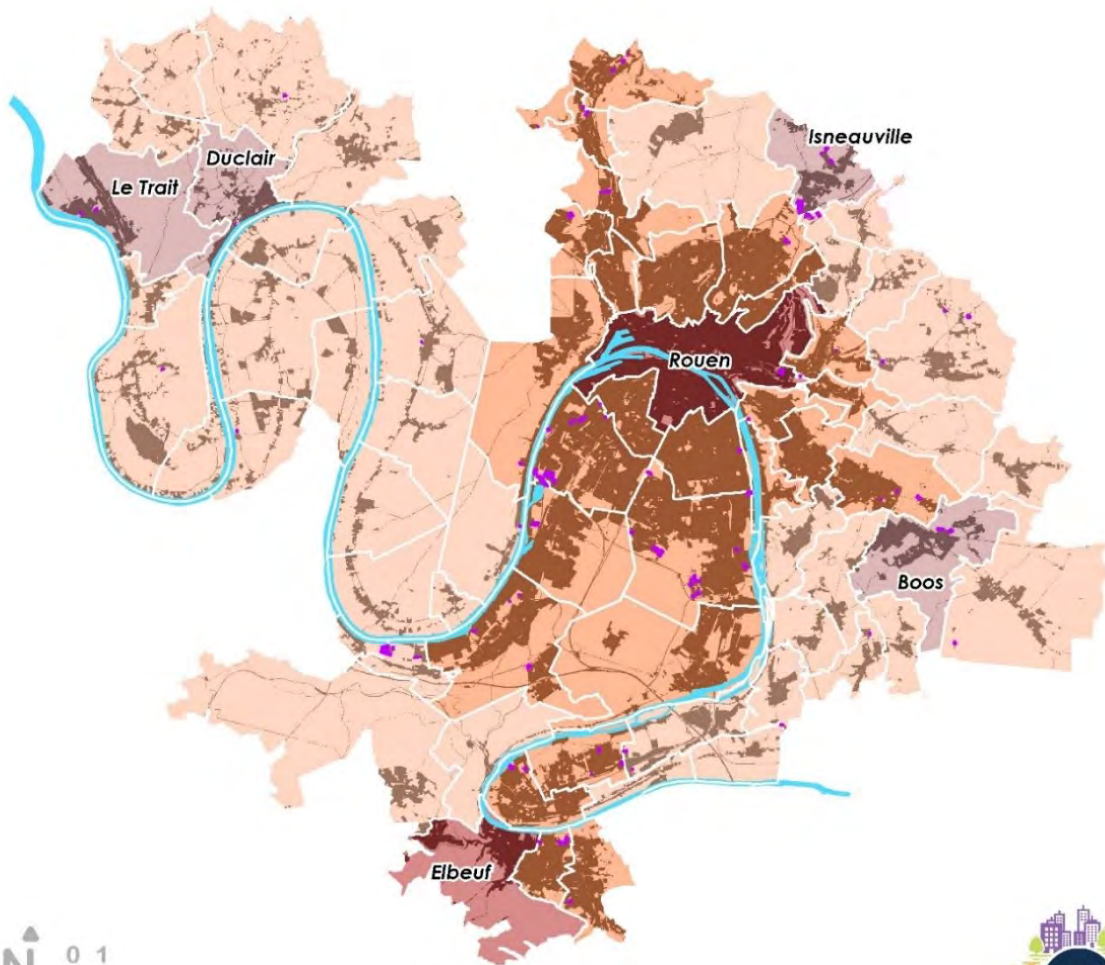 Isneauville
Duclair
Le Trait
Rouen
Boos
Elbeuf
N 0 1